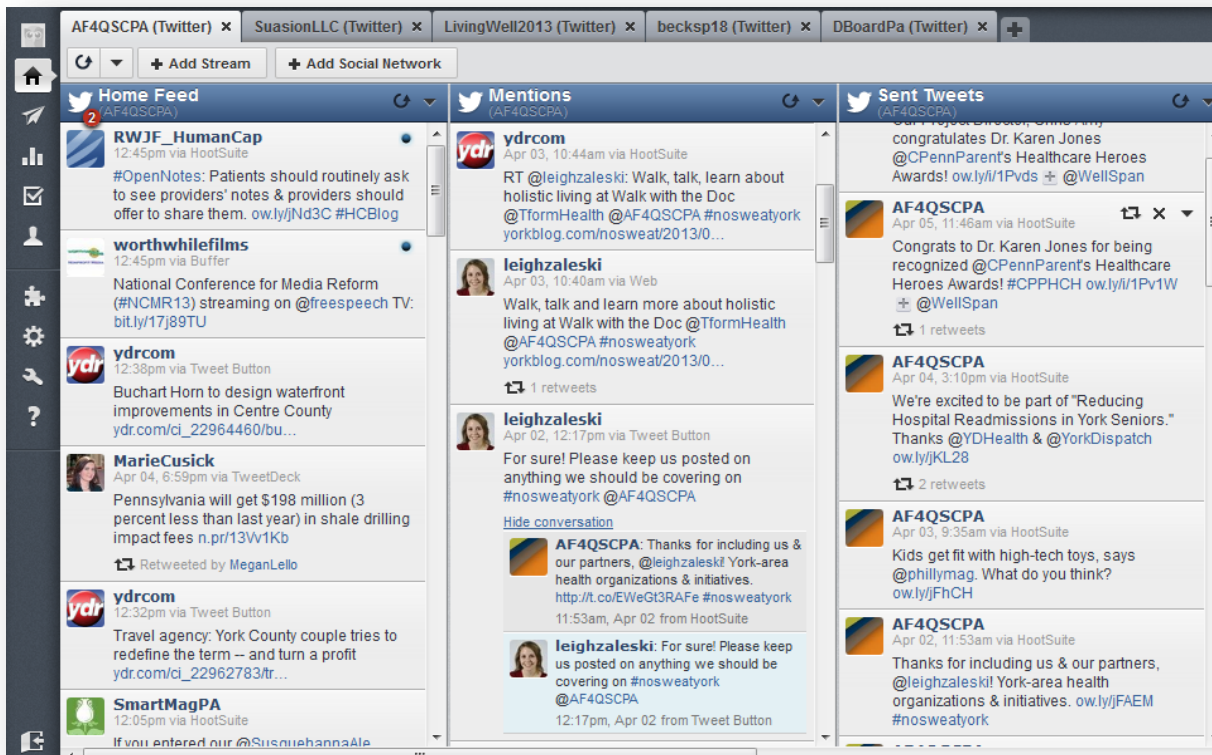 AF4QSCPA (Twitter) × SuasionLLC (Twitter) × LivingWell2013 (Twitter) × becksp18 (Twitter) × DBoardPa (Twitter) ×
+ Add Stream + Add Social Network
Home Feed
(AF4QSCPA)
2
RWJF_HumanCap
12:45pm via HootSuite
#OpenNotes: Patients should routinely ask
to see providers' notes & providers should
offer to share them. ow.ly/jNd3C #HCBlog
worthwhilefilms
12:45pm via Buffer
National Conference for Media Reform
(#NCMR13) streaming on @freespeech TV:
bit.ly/17j89TU
ydrcom
12:38pm via Tweet Button
Buchart Horn to design waterfront
improvements in Centre County
ydr.com/ci_22964460/bu...
MarieCusick
Apr 04, 6:59pm via TweetDeck
Pennsylvania will get $198 million (3
percent less than last year) in shale drilling
impact fees n.pr/13Vv1Kb
Retweeted by MeganLello
ydrcom
12:32pm via Tweet Button
Travel agency: York County couple tries to
redefine the term -- and turn a profit
ydr.com/ci_22962783/tr...
SmartMagPA
12:05pm via HootSuite
If you entered our @SusquehannaAle
Mentions
(AF4QSCPA)
ydrcom
Apr 03, 10:44am via HootSuite
RT @leighzaleski: Walk, talk, learn about
holistic living at Walk with the Doc
@TformHealth @AF4QSCPA #nosweatyork
yorkblog.com/nosweat/2013/0...
leighzaleski
Apr 03, 10:40am via Web
Walk, talk and learn more about holistic
living at Walk with the Doc @TformHealth
@AF4QSCPA #nosweatyork
yorkblog.com/nosweat/2013/0...
1 retweets
leighzaleski
Apr 02, 12:17pm via Tweet Button
For sure! Please keep us posted on
anything we should be covering on
#nosweatyork @AF4QSCPA
Hide conversation
AF4QSCPA: Thanks for including us &
our partners, @leighzaleski! York-area
health organizations & initiatives.
http://t.co/EWeGt3RAFe #nosweatyork
11:53am, Apr 02 from HootSuite
leighzaleski: For sure! Please keep
us posted on anything we should be
covering on #nosweatyork
@AF4QSCPA
12:17pm, Apr 02 from Tweet Button
Sent Tweets
(AF4QSCPA)
congratulates Dr. Karen Jones
@CPennParent's Healthcare Heroes
Awards! ow.ly/i/1Pvds @WellSpan
AF4QSCPA
Apr 05, 11:46am via HootSuite
Congrats to Dr. Karen Jones for being
recognized @CPennParent's Healthcare
Heroes Awards! #CPPHCH ow.ly/i/1Pv1W
@WellSpan
1 retweets
AF4QSCPA
Apr 04, 3:10pm via HootSuite
We're excited to be part of "Reducing
Hospital Readmissions in York Seniors."
Thanks @YDHealth & @YorkDispatch
ow.ly/jKL28
2 retweets
AF4QSCPA
Apr 03, 9:35am via HootSuite
Kids get fit with high-tech toys, says
@phillymag. What do you think?
ow.ly/jFhCH
AF4QSCPA
Apr 02, 11:53am via HootSuite
Thanks for including us & our partners,
@leighzaleski! York-area health
organizations & initiatives. ow.ly/jFAEM
#nosweatyork